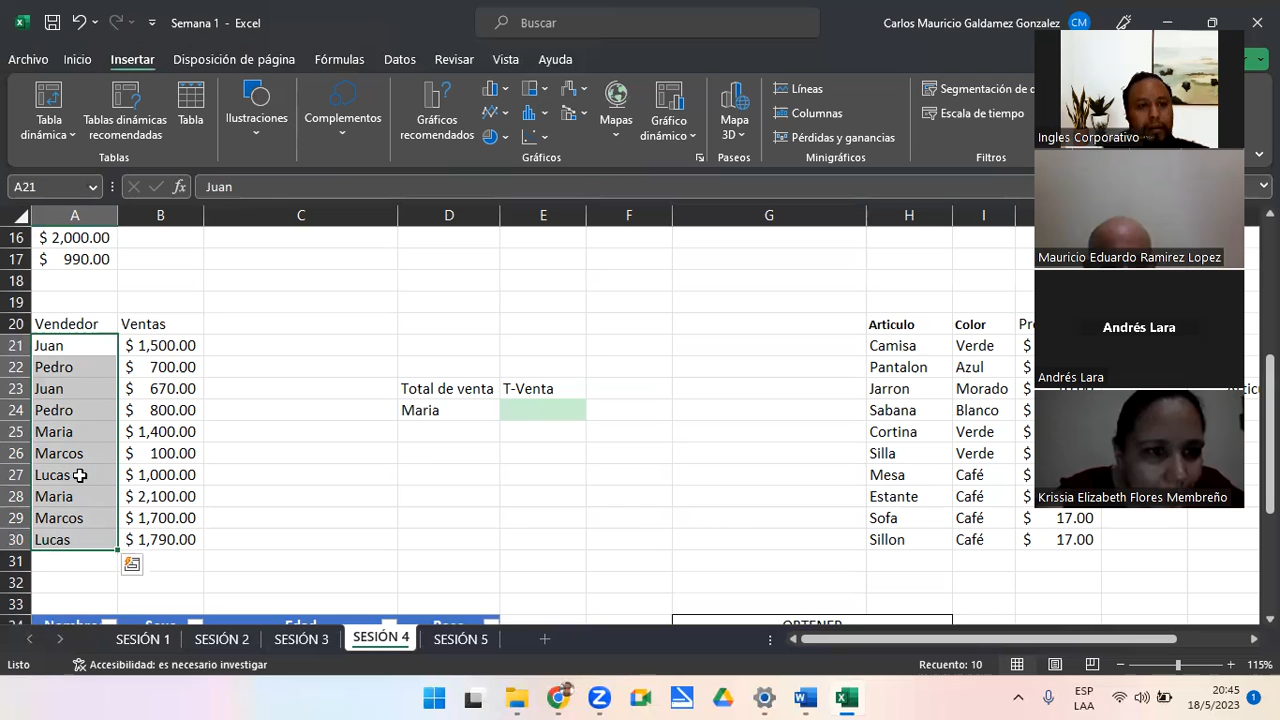 Semana 1 - Excel
Buscar
Carlos Mauricio Galdamez Gonzalez
CM
Archivo Inicio Insertar Disposición de página Fórmulas Datos Revisar Vista Ayuda
Tabla dinámica
Tablas dinámicas recomendadas
Tabla
Tablas
Ilustraciones
Complementos
Gráficos recomendados
Mapas
Gráfico dinámico
Gráficos
Mapa 3D
Paseos
Líneas
Columnas
Pérdidas y ganancias
Minigráficos
Segmentación de
Escala de tiempo
Filtros
A21 fx Juan
A B C D E F G H I
16 $ 2,000.00
17 $ 990.00
18
19
20 Vendedor Ventas Articulo Color
21 Juan $ 1,500.00 Camisa Verde $
22 Pedro $ 700.00 Pantalon Azul $
23 Juan $ 670.00 Total de venta T-Venta Jarron Morado $
24 Pedro $ 800.00 Maria Sabana Blanco $
25 Maria $ 1,400.00 Cortina Verde $
26 Marcos $ 100.00 Silla Verde $
27 Lucas $ 1,000.00 Mesa Café $
28 Maria $ 2,100.00 Estante Café $
29 Marcos $ 1,700.00 Sofa Café $ 17.00
30 Lucas $ 1,790.00 Sillon Café $ 17.00
31
32
33
Ingles Corporativo
Mauricio Eduardo Ramirez Lopez
Andrés Lara
Andrés Lara
Krissia Elizabeth Flores Membreño
SESIÓN 1 SESIÓN 2 SESIÓN 3 SESIÓN 4 SESIÓN 5
Listo Accesibilidad: es necesario investigar Recuento: 10 115%
ESP
LAA
20:45
18/5/2023
1